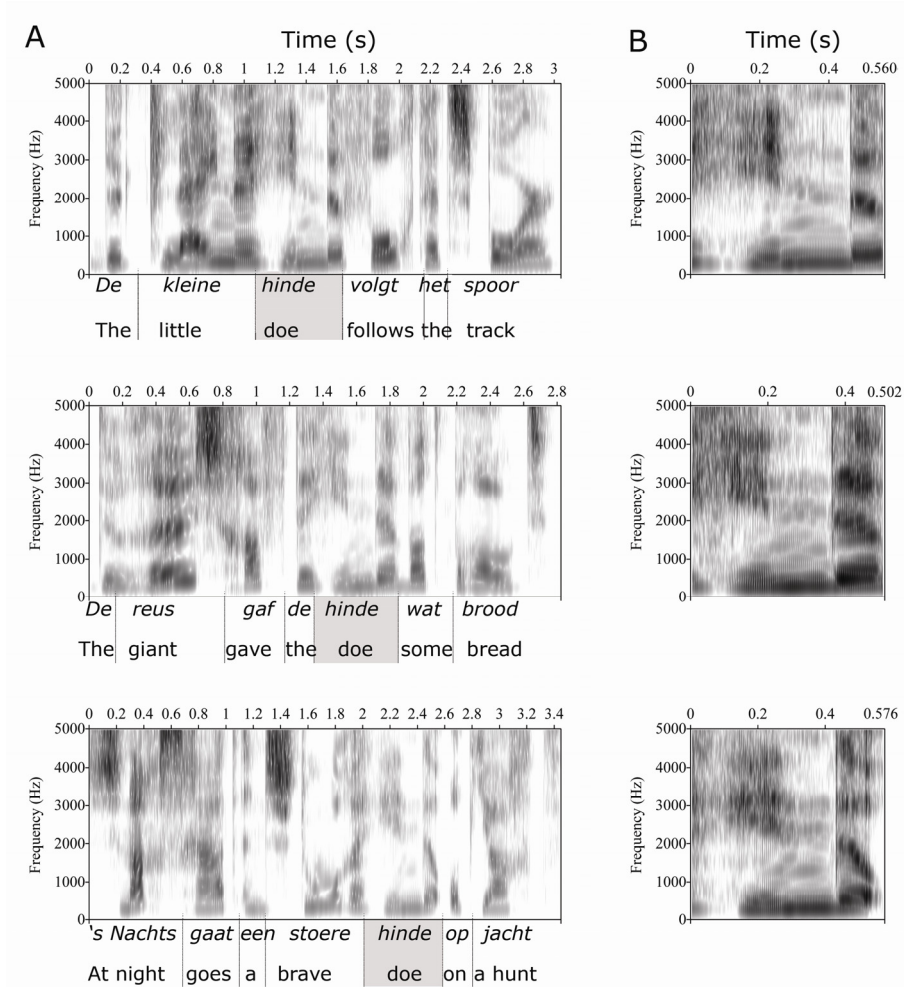 A
B
Time (s)
Time (s)
0 0.2 0.4 0.6 0.8 1 1.2 1.4 1.6 1.8 2 2.2 2.4 2.6 2.8 3
0 0.2 0.4 0.560
Frequency (Hz)
5000
4000
3000
2000
1000
0
Frequency (Hz)
5000
4000
3000
2000
1000
0
De kleine hinde volgt het spoor
The little doe follows the track
0 0.2 0.4 0.6 0.8 1 1.2 1.4 1.6 1.8 2 2.2 2.4 2.6 2.8
0 0.2 0.4 0.502
Frequency (Hz)
5000
4000
3000
2000
1000
0
Frequency (Hz)
5000
4000
3000
2000
1000
0
De reus gaf de hinde wat brood
The giant gave the doe some bread
0 0.2 0.4 0.6 0.8 1 1.2 1.4 1.6 1.8 2 2.2 2.4 2.6 2.8 3 3.2 3.4
0 0.2 0.4 0.576
Frequency (Hz)
5000
4000
3000
2000
1000
0
Frequency (Hz)
5000
4000
3000
2000
1000
0
's Nachts gaat een stoere hinde op jacht
At night goes a brave doe on a hunt